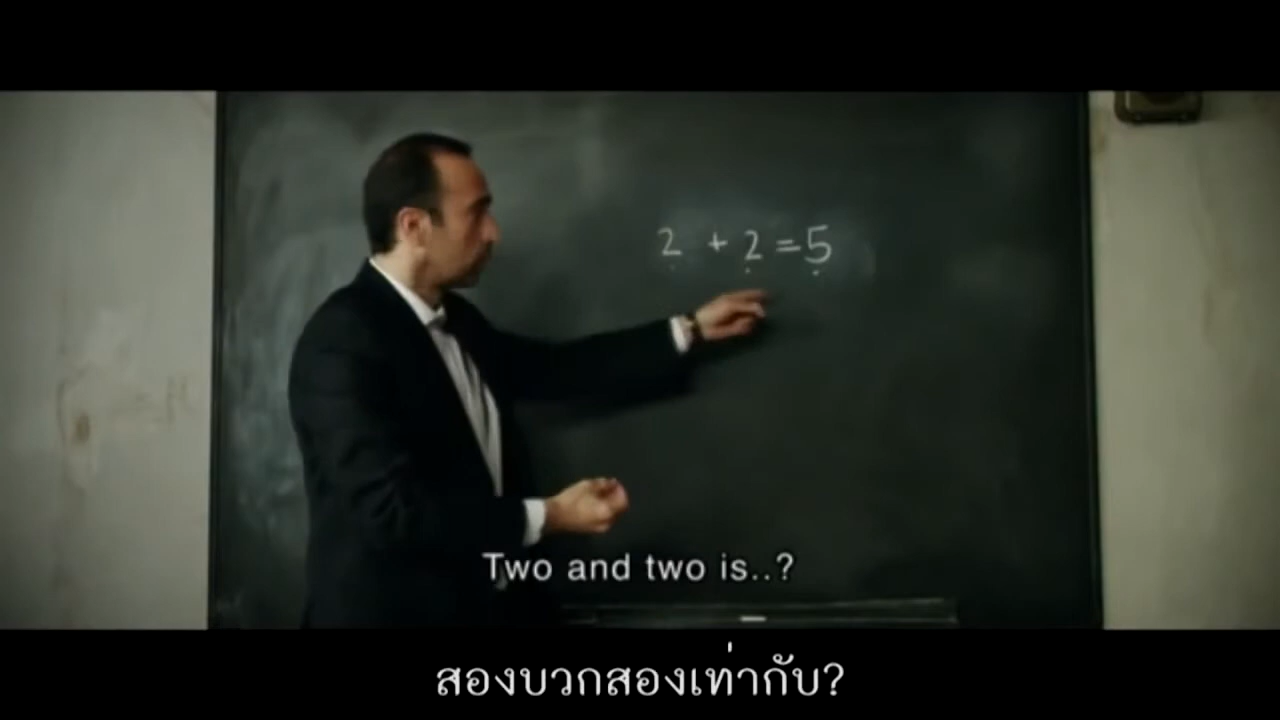 2 + 2 = 5
Two and two is..?
สองบวกสองเท่ากับ?